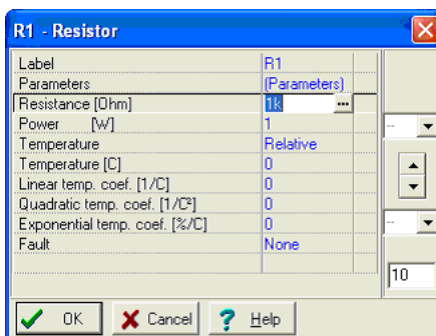 R1 - Resistor
Label R1
Parameters (Parameters)
Resistance [Ohm] 1k ...
Power [W] 1
Temperature Relative
Temperature [C] 0
Linear temp. coef. [1/C] 0
Quadratic temp. coef. [1/C²] 0
Exponential temp. coef. [%/C] 0
Fault None
--
--
10
OK Cancel ? Help